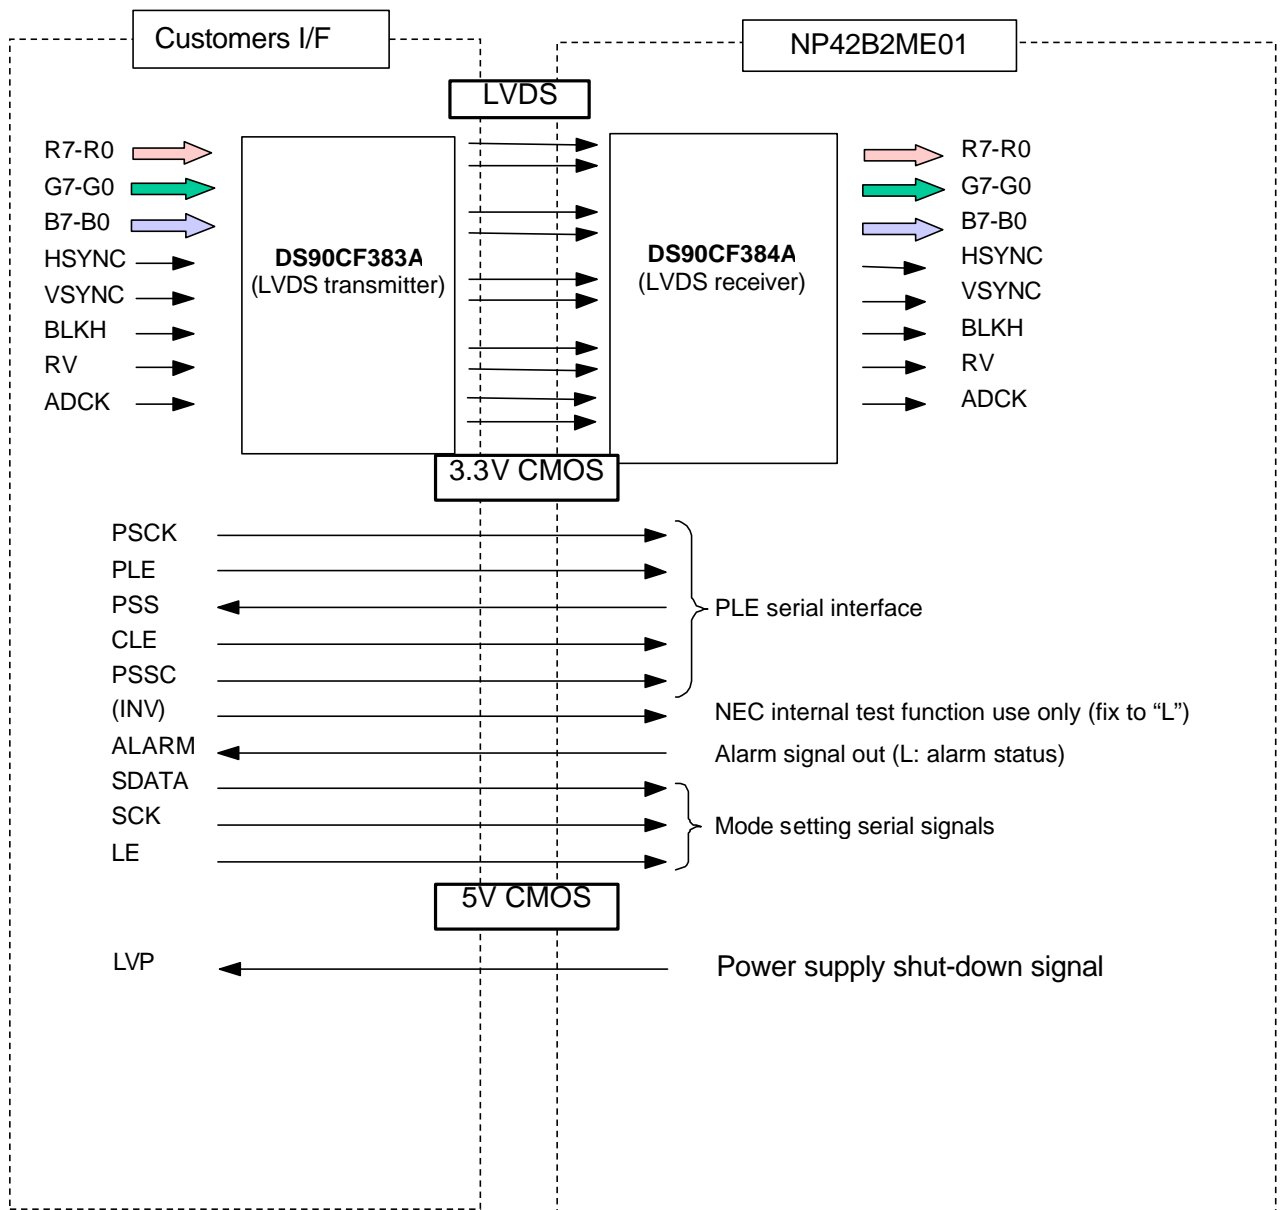 Customers I/F
NP42B2ME01
LVDS
R7-R0
G7-G0
B7-B0
HSYNC
VSYNC
BLKH
RV
ADCK
DS90CF383A
(LVDS transmitter)
DS90CF384A
(LVDS receiver)
R7-R0
G7-G0
B7-B0
HSYNC
VSYNC
BLKH
RV
ADCK
3.3V CMOS
PSCK
PLE
PSS
CLE
PSSC
PLE serial interface
(INV)
NEC internal test function use only (fix to “L”)
ALARM
Alarm signal out (L: alarm status)
SDATA
SCK
LE
Mode setting serial signals
5V CMOS
LVP
Power supply shut-down signal